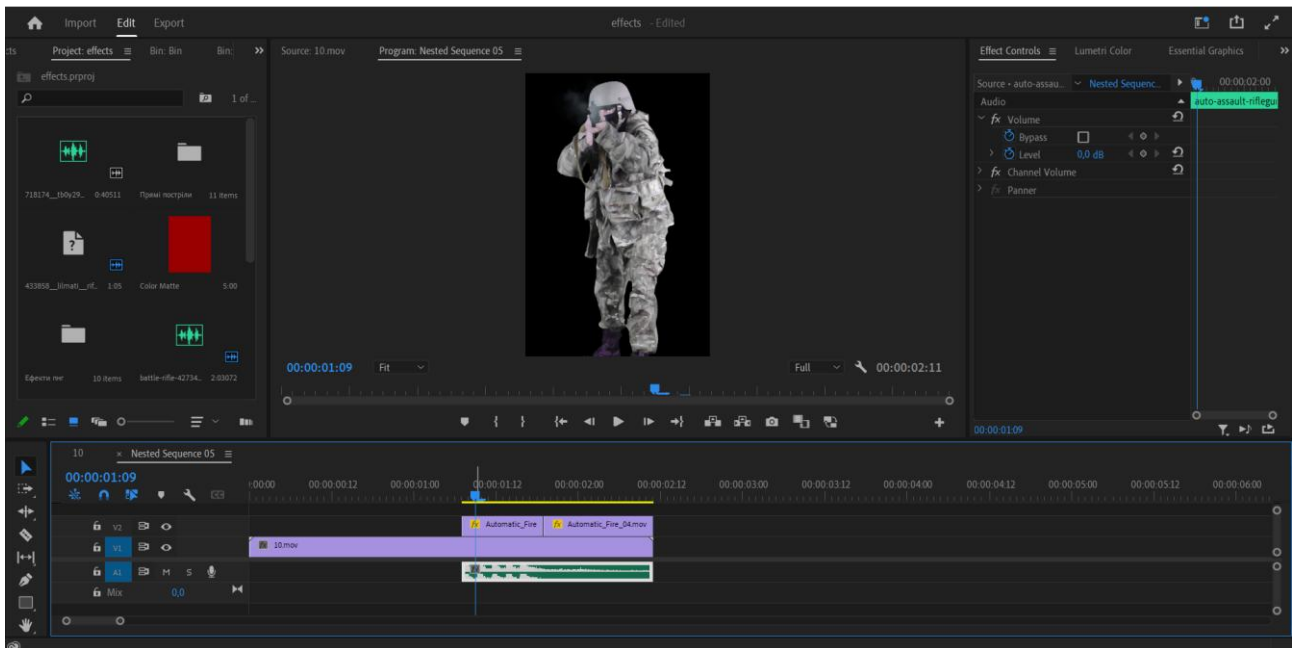 Import Edit Export effects - Edited
cts Project: effects Bin: Bin Bin: Source: 10.mov Program: Nested Sequence 05 Effect Controls Lumetri Color Essential Graphics
effects.prproj
1 of...
Source • auto-assau... Nested Sequenc... 00:00:02:00
Audio auto-assault-riflegu
fx Volume
Bypass
Level 0,0 dB
fx Channel Volume
fx Panner
0:40511 Прямі постріли 11 items
1:05 Color Matte 5:00
10 items battle-rifle-42734... 2:03072
00:00:01:09 Fit Full 00:00:02:11
00:00:01:09
10 × Nested Sequence 05
00:00:01:09
:00:00 00:00:00:12 00:00:01:00 00:00:01:12 00:00:02:00 00:00:02:12 00:00:03:00 00:00:03:12 00:00:04:00 00:00:04:12 00:00:05:00 00:00:05:12 00:00:06:00
V2 fx Automatic_Fire fx Automatic_Fire_04.mov
V1 10.mov
A1 M S
Mix 0,0